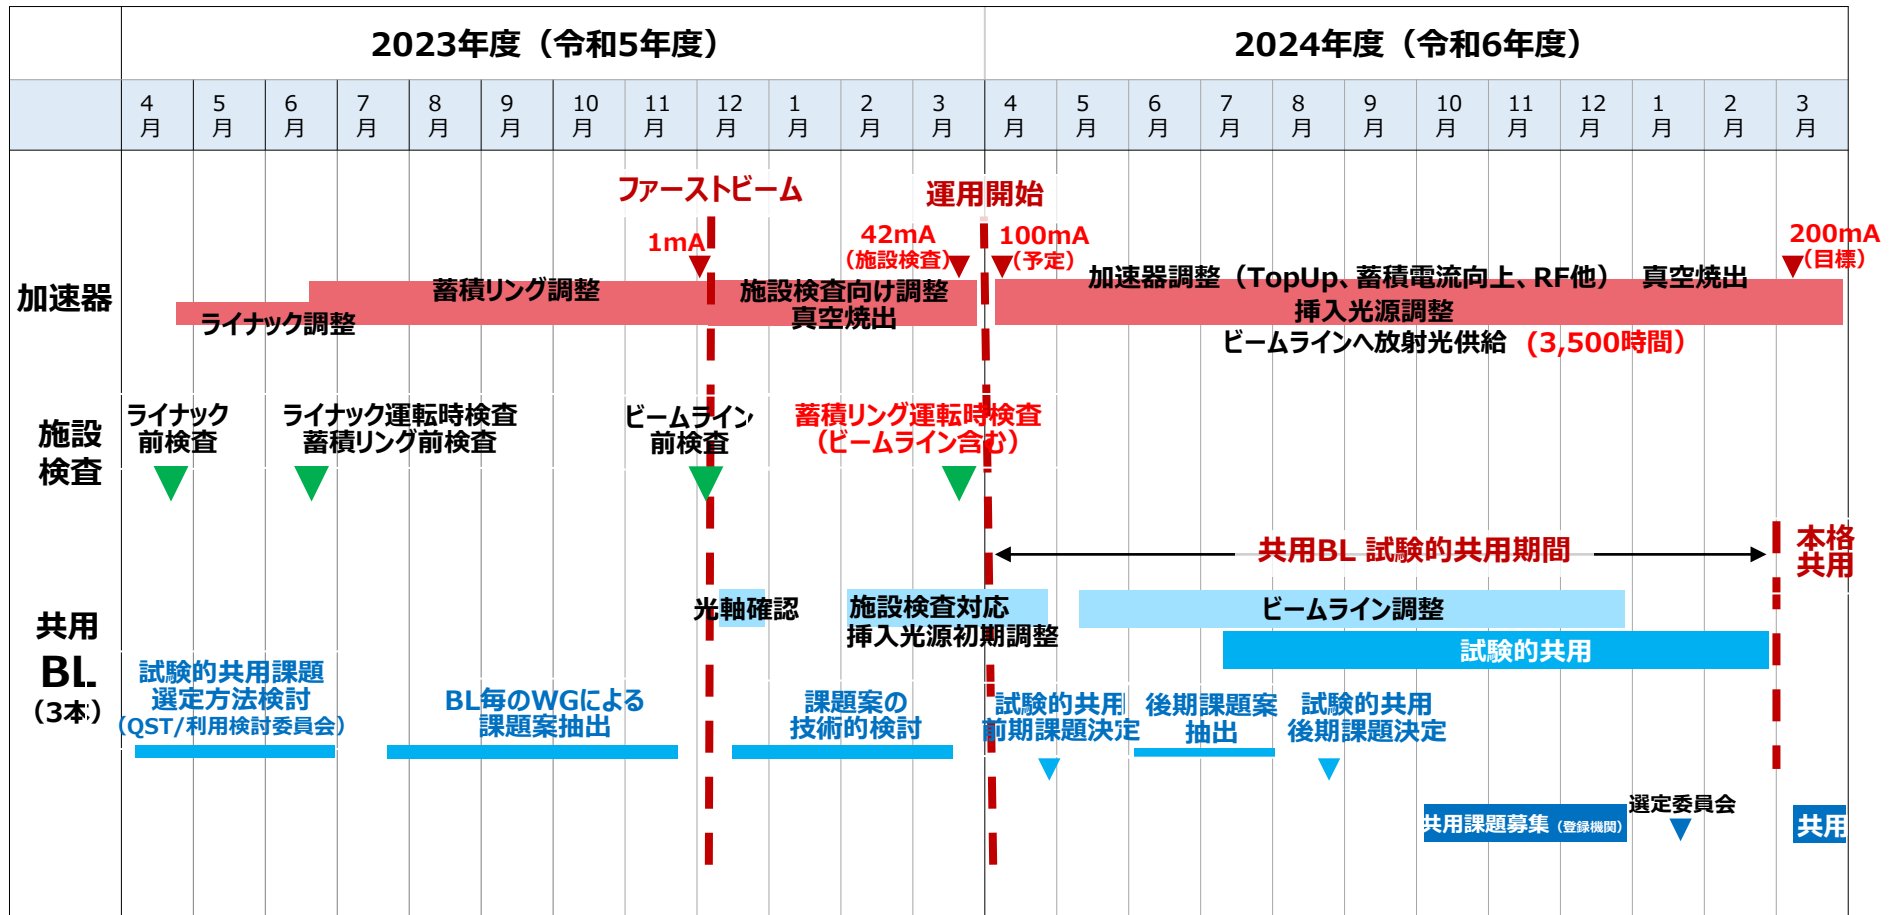 2023年度（令和5年度）
2024年度（令和6年度）
4月
5月
6月
7月
8月
9月
10月
11月
12月
1月
2月
3月
4月
5月
6月
7月
8月
9月
10月
11月
12月
1月
2月
3月
ファーストビーム
運用開始
1mA
42mA
（施設検査）
100mA
（予定）
200mA
（目標）
加速器
蓄積リング調整
ライナック調整
施設検査向け調整
真空焼出
加速器調整（TopUp、蓄積電流向上、RF他）　真空焼出
挿入光源調整
ビームラインへ放射光供給 （3,500時間）
施設
検査
ライナック
前検査
ライナック運転時検査
蓄積リング前検査
ビームライン
前検査
蓄積リング運転時検査
（ビームライン含む）
共用BL 試験的共用期間
本格
共用
共用
BL
（3本）
光軸確認
施設検査対応
挿入光源初期調整
ビームライン調整
試験的共用
試験的共用課題
選定方法検討
（QST/利用検討委員会）
BL毎のWGによる
課題案抽出
課題案の
技術的検討
試験的共用
前期課題決定
後期課題案
抽出
試験的共用
後期課題決定
共用課題募集（登録機関）
選定委員会
共用